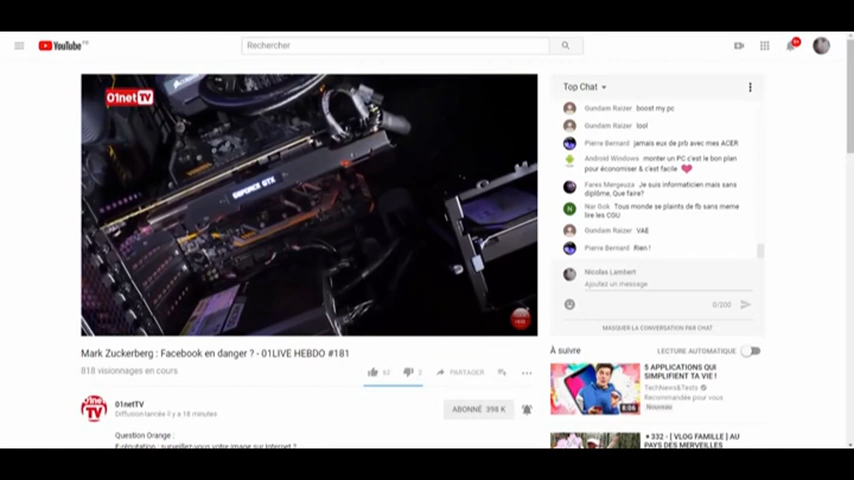 YouTube FR
Rechercher
9+
01net TV
GEFORCE GTX
Top Chat
Gundam Raizer boost my pc
Gundam Raizer lool
Pierre Bernard jamais eux de prb avec mes ACER
Android Windows monter un PC c'est le bon plan
pour économiser & c'est facile
Fares Mergeuza Je suis informaticien mais sans
diplôme, Que faire?
N
Nar Gok Tous monde se plaints de fb sans meme
lire les CGU
Gundam Raizer VAE
Pierre Bernard Rien !
Nicolas Lambert
Ajoutez un message
0/200
MASQUER LA CONVERSATION PAR CHAT
Mark Zuckerberg : Facebook en danger ? - 01LIVE HEBDO #181
818 visionnages en cours
62
2
PARTAGER
01net TV
01netTV
Diffusion lancée il y a 18 minutes
ABONNÉ 398 K
Question Orange :
E-réputation : surveillez-vous votre image sur Internet ?
À suivre
LECTURE AUTOMATIQUE
5 APPLICATIONS QUI
SIMPLIFIENT TA VIE !
TechNews&Tests
Recommandée pour vous
Nouveau
332 - [ VLOG FAMILLE ] AU
PAYS DES MERVEILLES